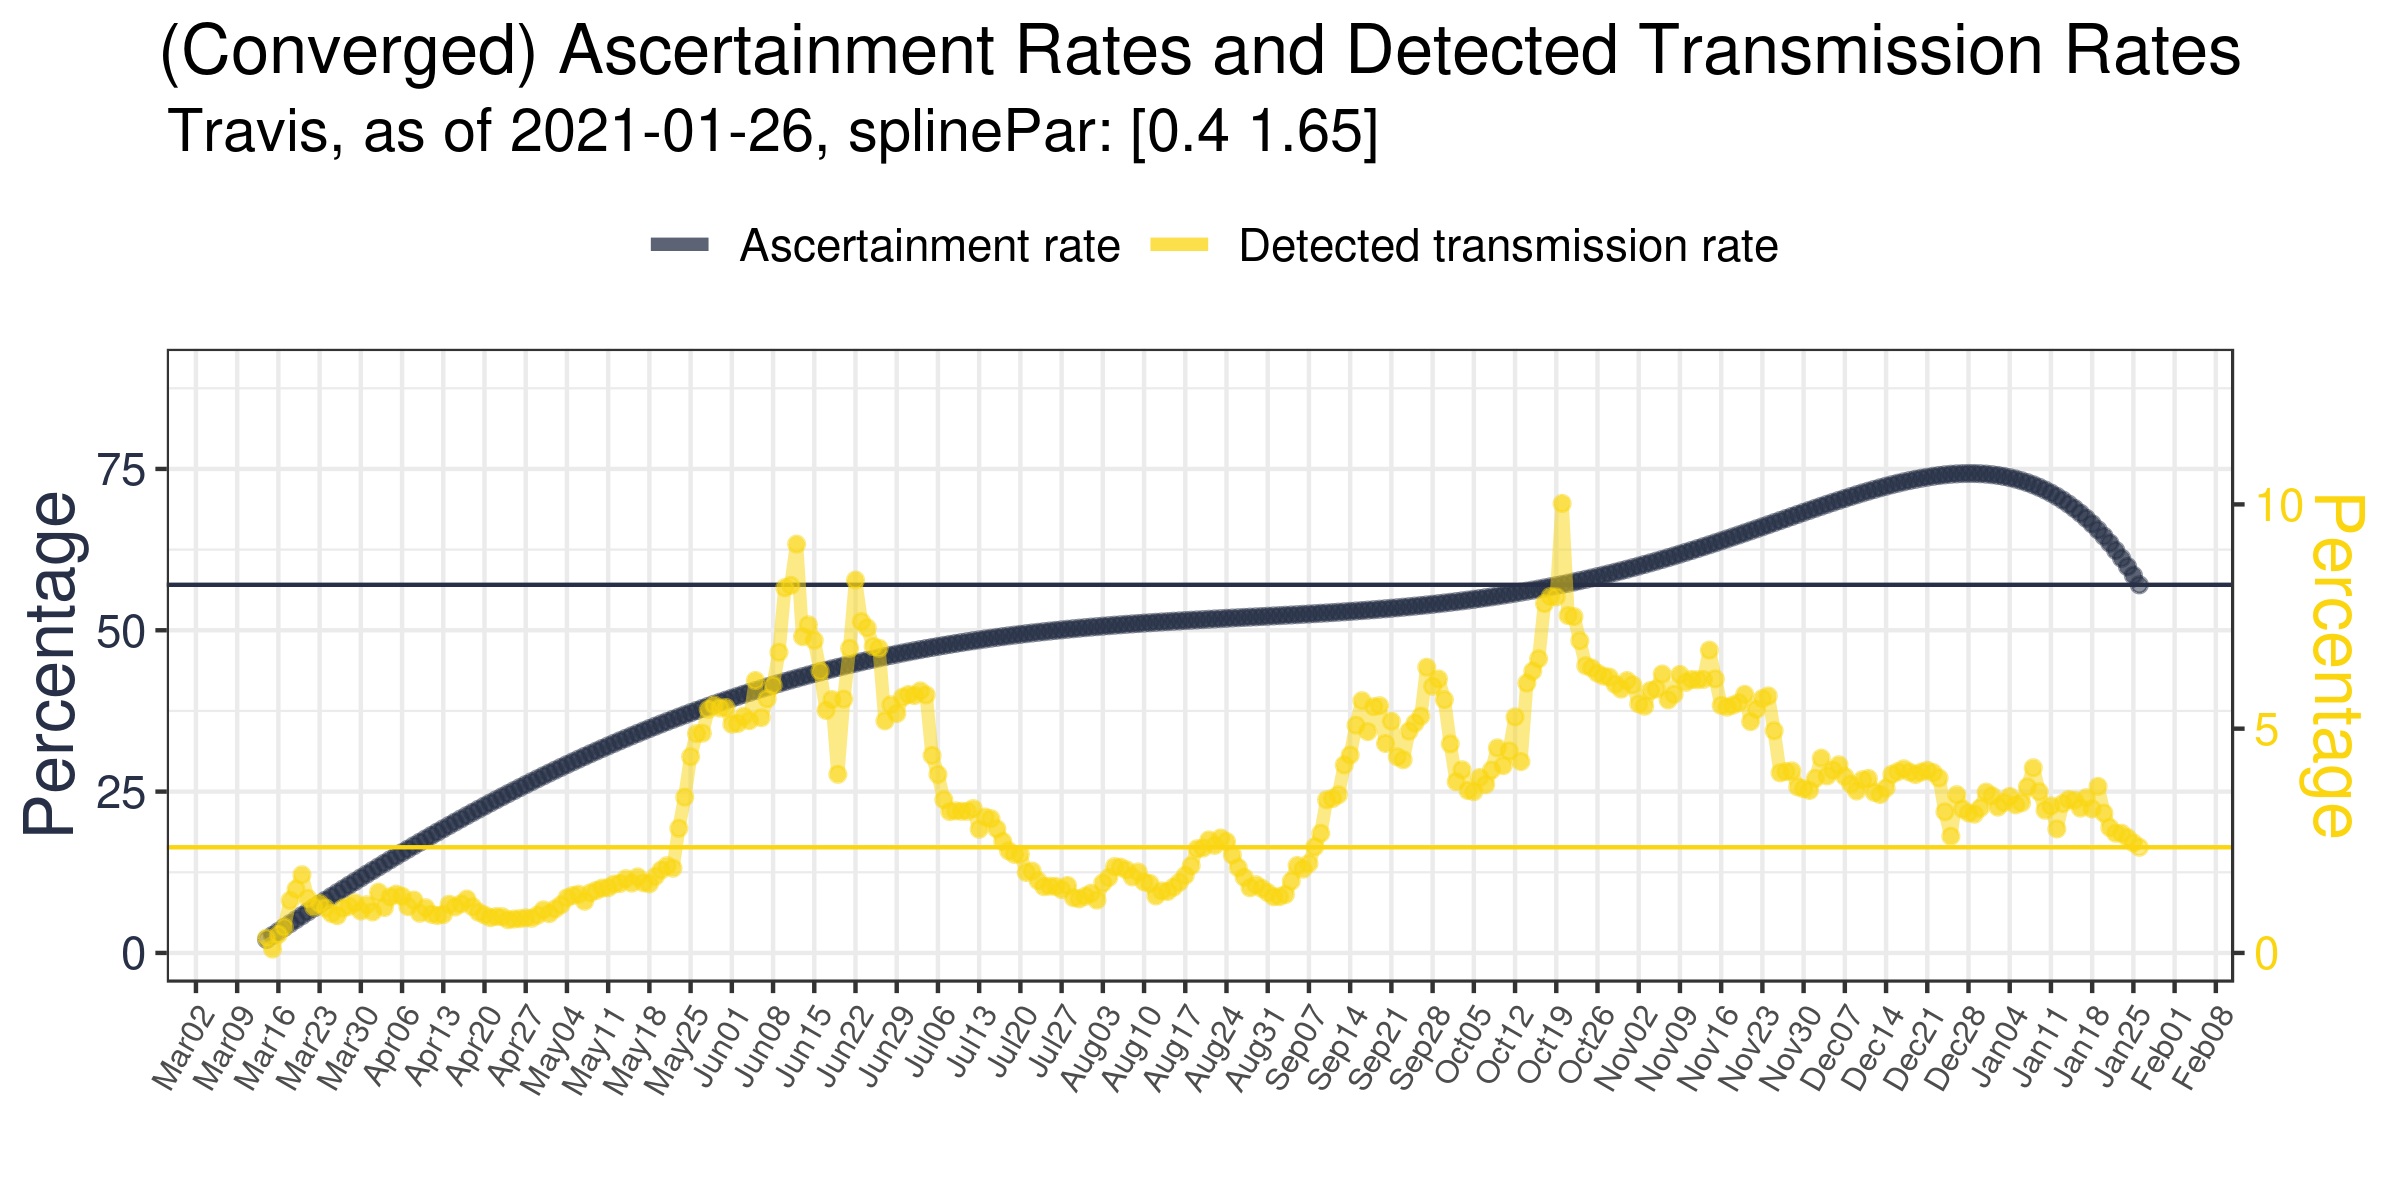 (Converged) Ascertainment Rates and Detected Transmission Rates
Travis, as of 2021-01-26, splinePar: [0.4 1.65]
Ascertainment rate Detected transmission rate
Percentage
75
50
25
0
10
5
0
Percentage
Mar02 Mar09 Mar16 Mar23 Mar30 Apr06 Apr13 Apr20 Apr27 May04 May11 May18 May25 Jun01 Jun08 Jun15 Jun22 Jun29 Jul06 Jul13 Jul20 Jul27 Aug03 Aug10 Aug17 Aug24 Aug31 Sep07 Sep14 Sep21 Sep28 Oct05 Oct12 Oct19 Oct26 Nov02 Nov09 Nov16 Nov23 Nov30 Dec07 Dec14 Dec21 Dec28 Jan04 Jan11 Jan18 Jan25 Feb01 Feb08